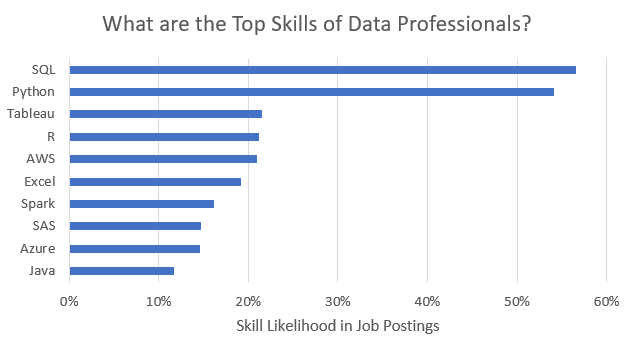 What are the Top Skills of Data Professionals?
SQL
Python
Tableau
R
AWS
Excel
Spark
SAS
Azure
Java
0% 10% 20% 30% 40% 50% 60%
Skill Likelihood in Job Postings